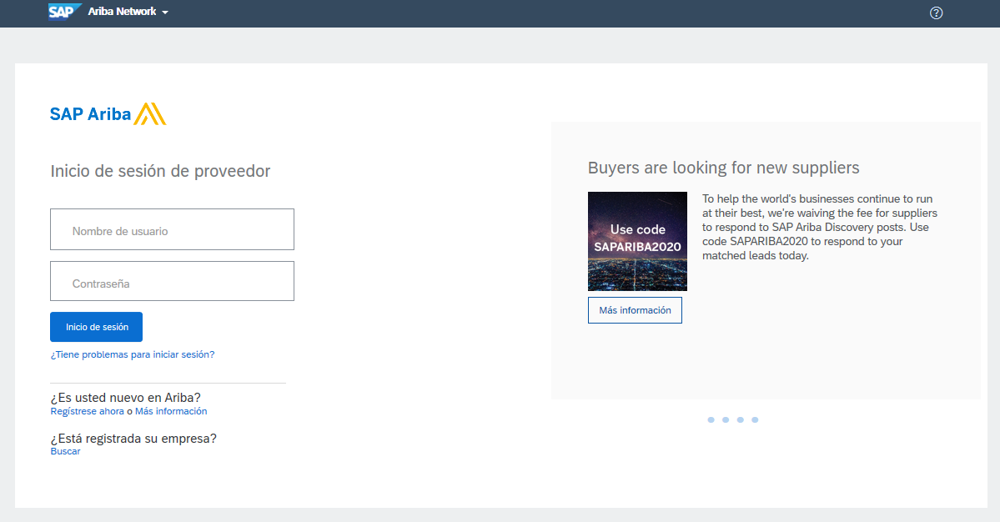 SAP Ariba Network
SAP Ariba
Inicio de sesión de proveedor
Nombre de usuario
Contraseña
Inicio de sesión
¿Tiene problemas para iniciar sesión?
¿Es usted nuevo en Ariba?
Regístrese ahora o Más información
¿Está registrada su empresa?
Buscar
Buyers are looking for new suppliers
Use code
SAPARIBA2020
To help the world's businesses continue to run
at their best, we're waiving the fee for suppliers
to respond to SAP Ariba Discovery posts. Use
code SAPARIBA2020 to respond to your
matched leads today.
Más información